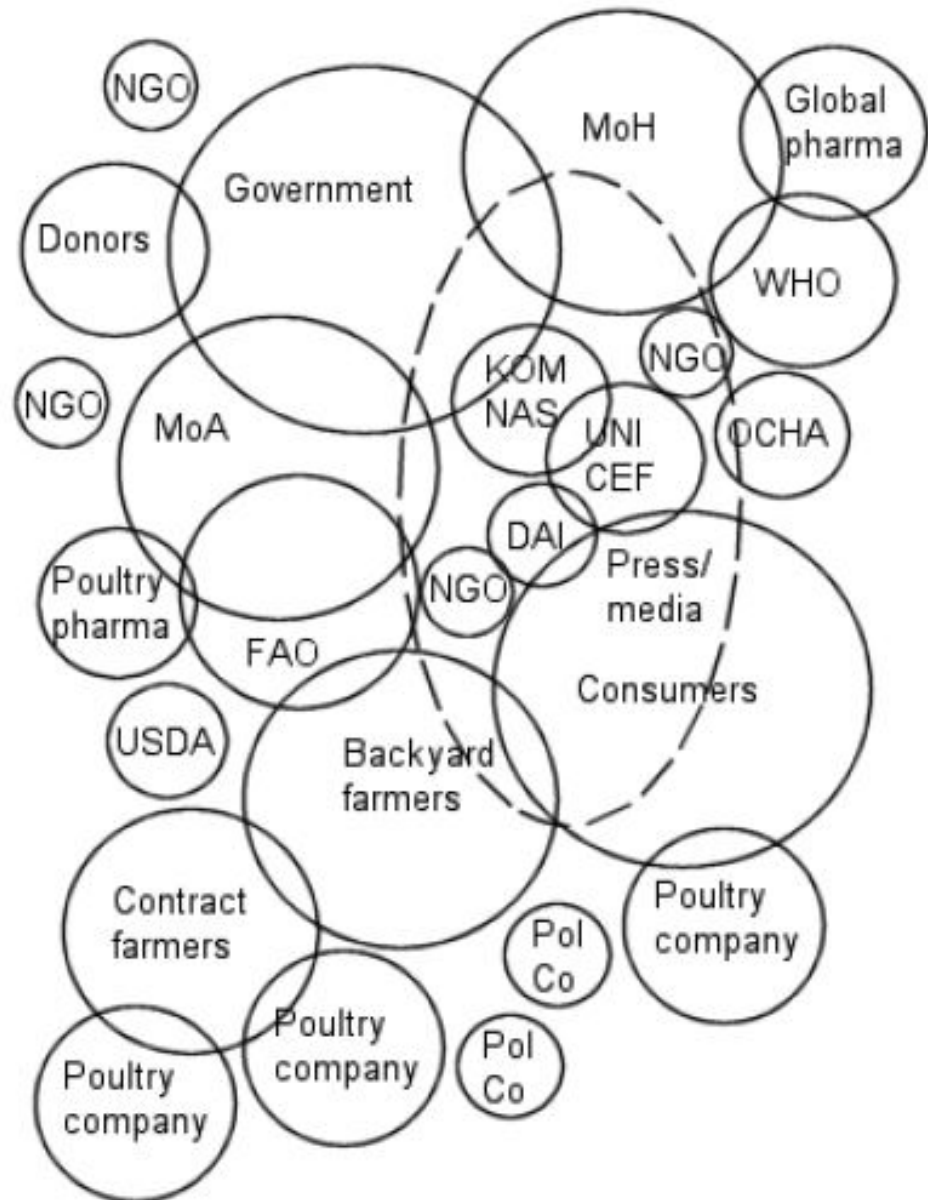 NGO
MoH
Global
pharma
Government
Donors
WHO
NGO
KOM
NAS
NGO
MoA
UNI
CEF
OCHA
DAI
Press/
media
Poultry
pharma
NGO
FAO
Consumers
USDA
Backyard
farmers
Contract
farmers
Poultry
company
Pol
Co
Poultry
company
Pol
Co
Poultry
company